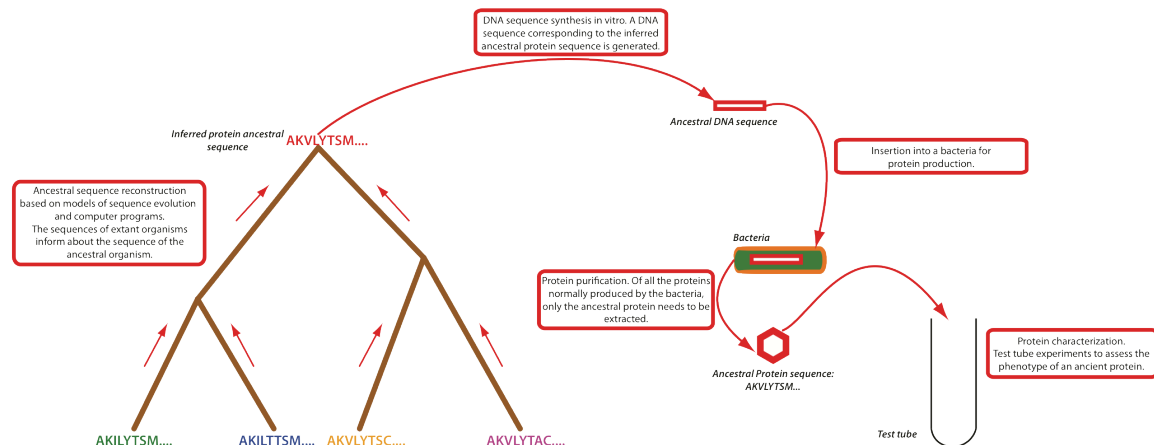 DNA sequence synthesis in vitro. A DNA
sequence corresponding to the inferred
ancestral protein sequence is generated.
Ancestral DNA sequence
Inferred protein ancestral
sequence
AKVLYTSM....
Insertion into a bacteria for
protein production.
Ancestral sequence reconstruction
based on models of sequence evolution
and computer programs.
The sequences of extant organisms
inform about the sequence of the
ancestral organism.
Bacteria
Protein purification. Of all the proteins
normally produced by the bacteria,
only the ancestral protein needs to be
extracted.
Protein characterization.
Test tube experiments to assess the
phenotype of an ancient protein.
Ancestral Protein sequence:
AKVLYTSM...
Test tube
AKILYTSM....
AKILTTSM....
AKVLYTSC....
AKVLYTAC....